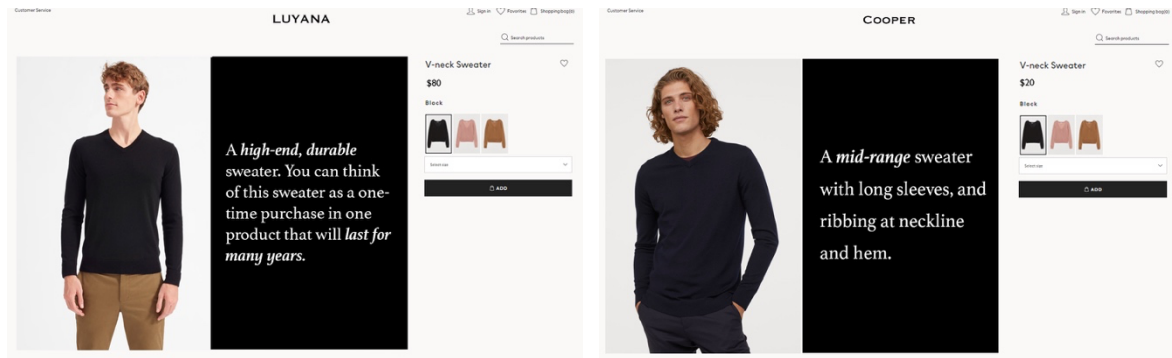 Customer Service
Sign in Favorites Shopping bag(0)
LUYANA
Search products
V-neck Sweater
$80
Black
Select size
ADD
A high-end, durable
sweater. You can think
of this sweater as a one-
time purchase in one
product that will last for
many years.
Customer Service
Sign in Favorites Shopping bag(0)
COOPER
Search products
V-neck Sweater
$20
Black
Select size
ADD
A mid-range sweater
with long sleeves, and
ribbing at neckline
and hem.